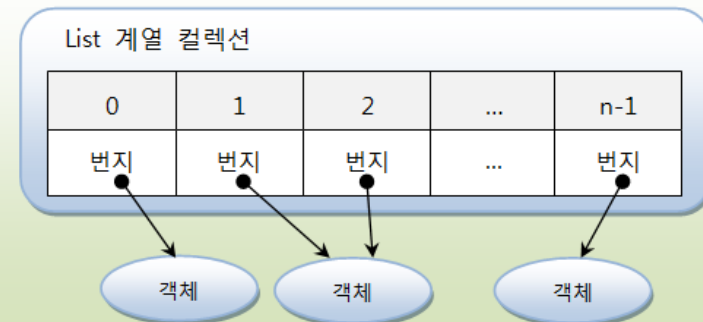 List 계열 컬렉션
0 1 2 ... n-1
번지 번지 번지 ... 번지
객체 객체 객체